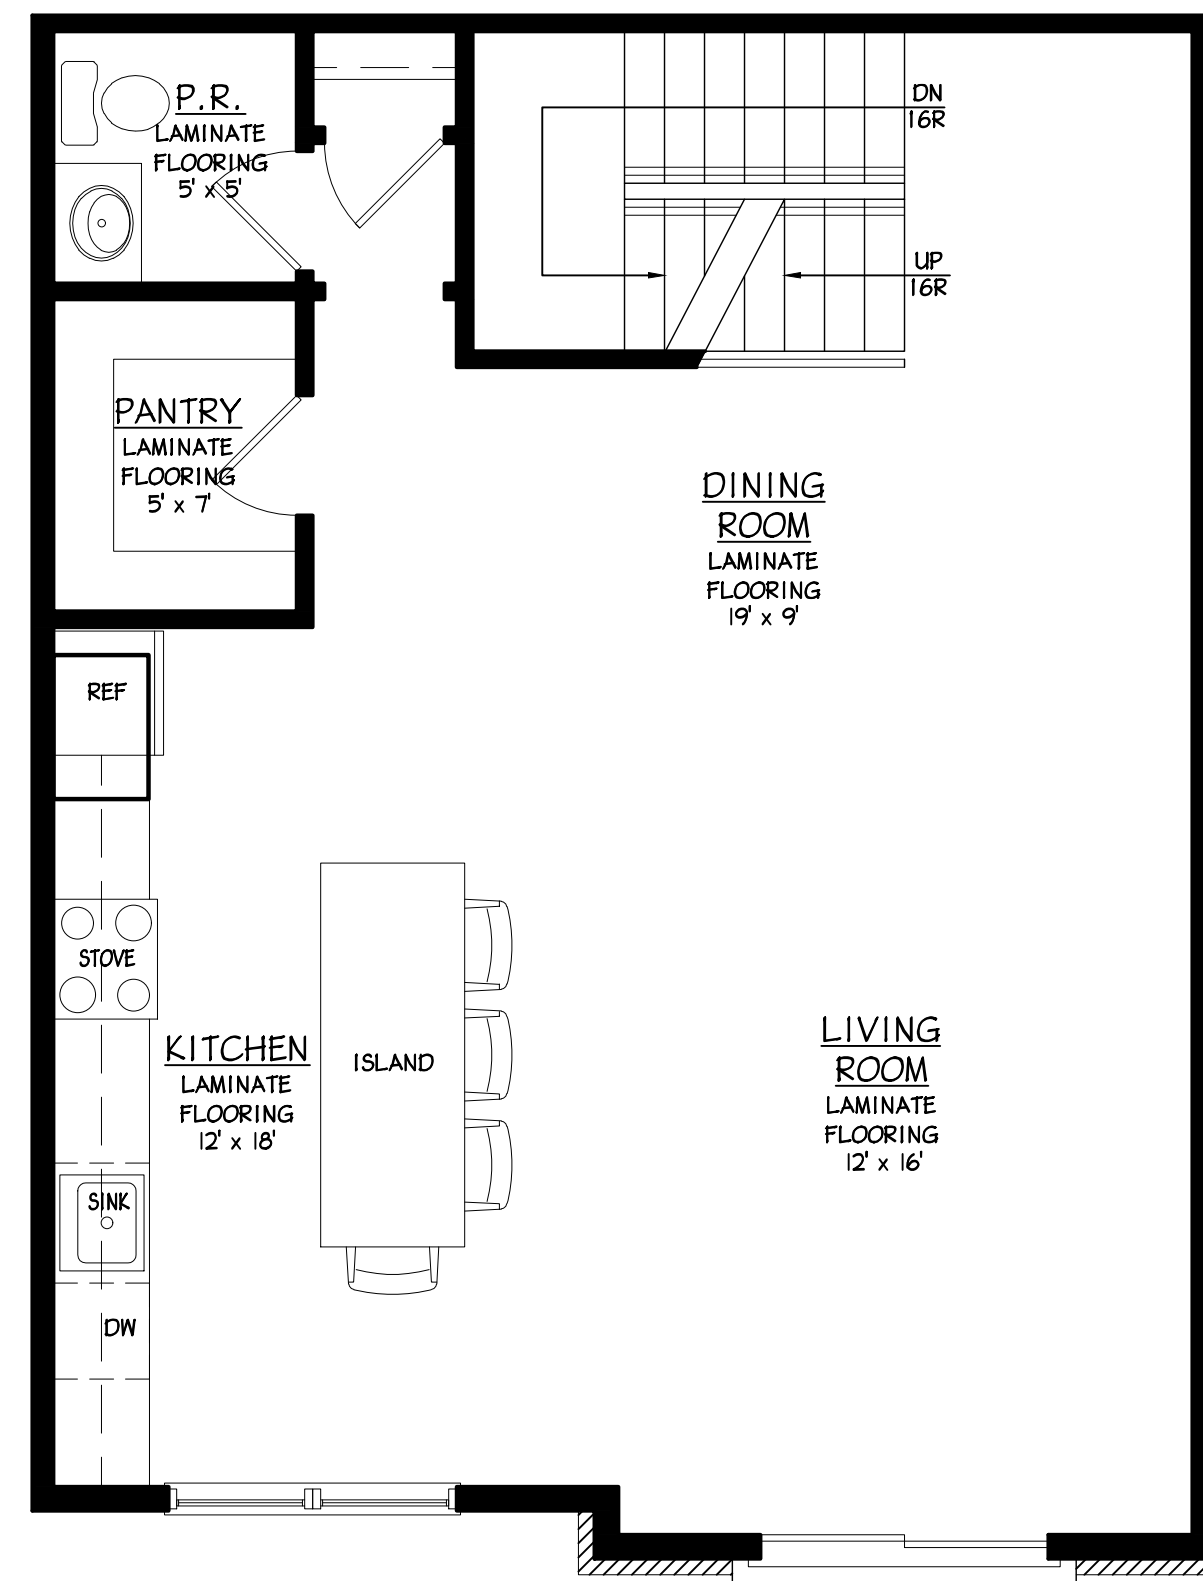 P.R.
LAMINATE
FLOORING
5' x 5'
DN
16R
UP
16R
PANTRY
LAMINATE
FLOORING
5' x 7'
DINING
ROOM
LAMINATE
FLOORING
19' x 9'
REF
STOVE
KITCHEN
LAMINATE
FLOORING
12' x 18'
ISLAND
LIVING
ROOM
LAMINATE
FLOORING
12' x 16'
SINK
DW